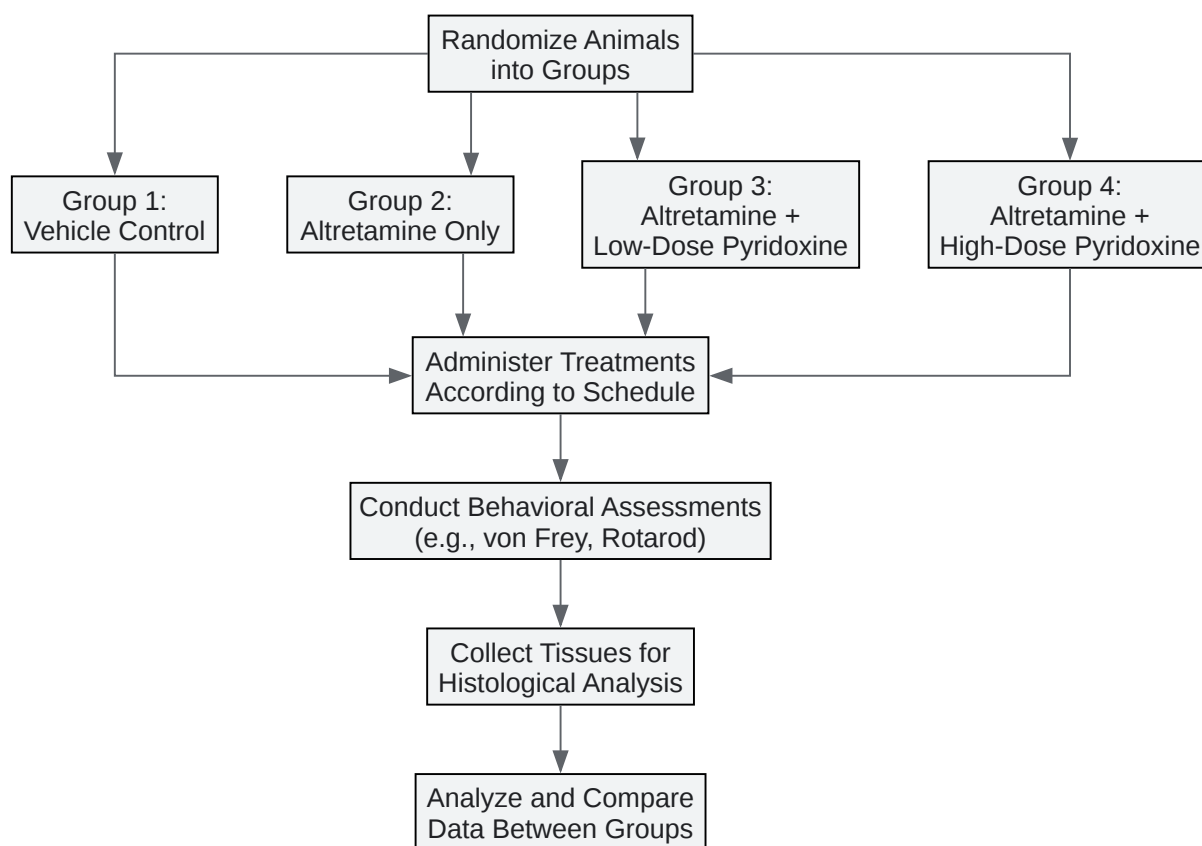 Randomize Animals
into Groups
Group 1:
Vehicle Control
Group 2:
Altretamine Only
Group 3:
Altretamine +
Low-Dose Pyridoxine
Group 4:
Altretamine +
High-Dose Pyridoxine
Administer Treatments
According to Schedule
Conduct Behavioral Assessments
(e.g., von Frey, Rotarod)
Collect Tissues for
Histological Analysis
Analyze and Compare
Data Between Groups